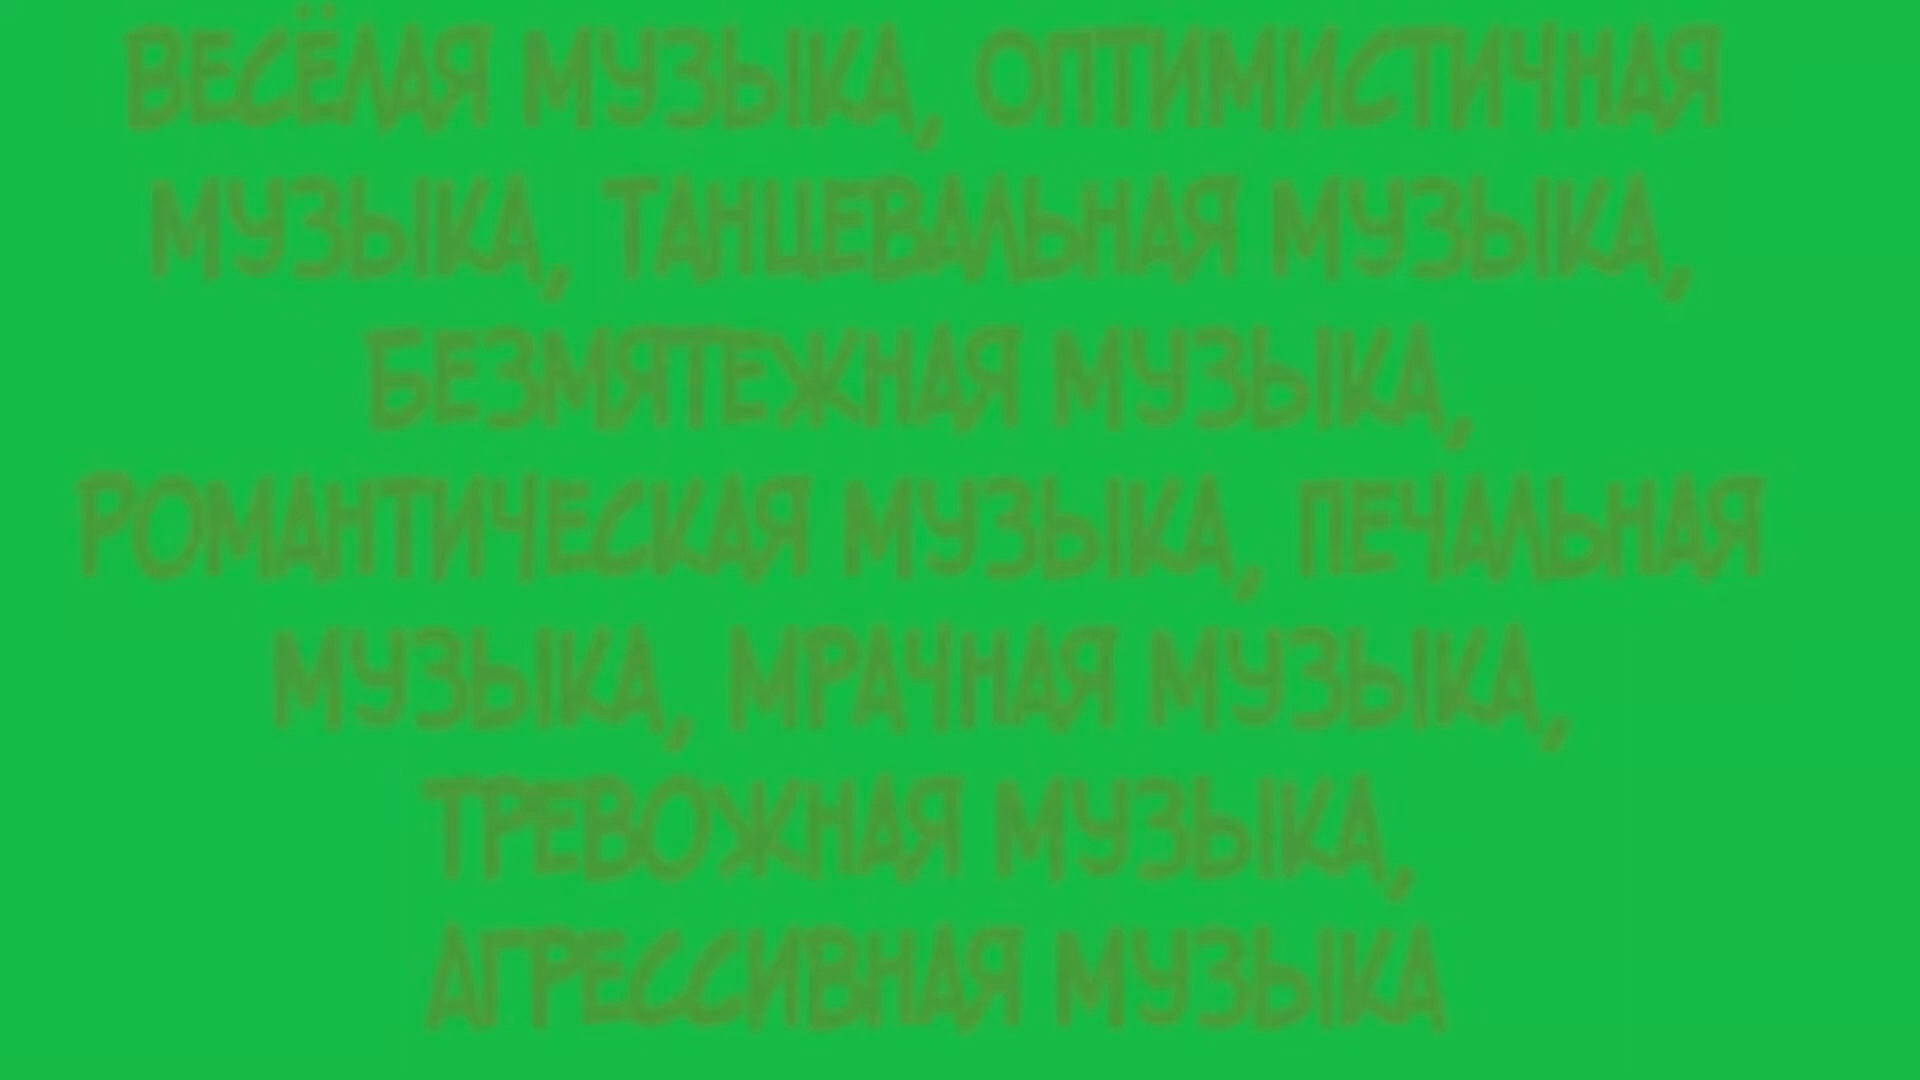 ВЕСЁЛАЯ МУЗЫКА, ОПТИМИСТИЧНАЯ
МУЗЫКА, ТАНЦЕВАЛЬНАЯ МУЗЫКА,
БЕЗМЯТЕЖНАЯ МУЗЫКА,
РОМАНТИЧЕСКАЯ МУЗЫКА, ПЕЧАЛЬНАЯ
МУЗЫКА, МРАЧНАЯ МУЗЫКА,
ТРЕВОЖНАЯ МУЗЫКА,
АГРЕССИВНАЯ МУЗЫКА